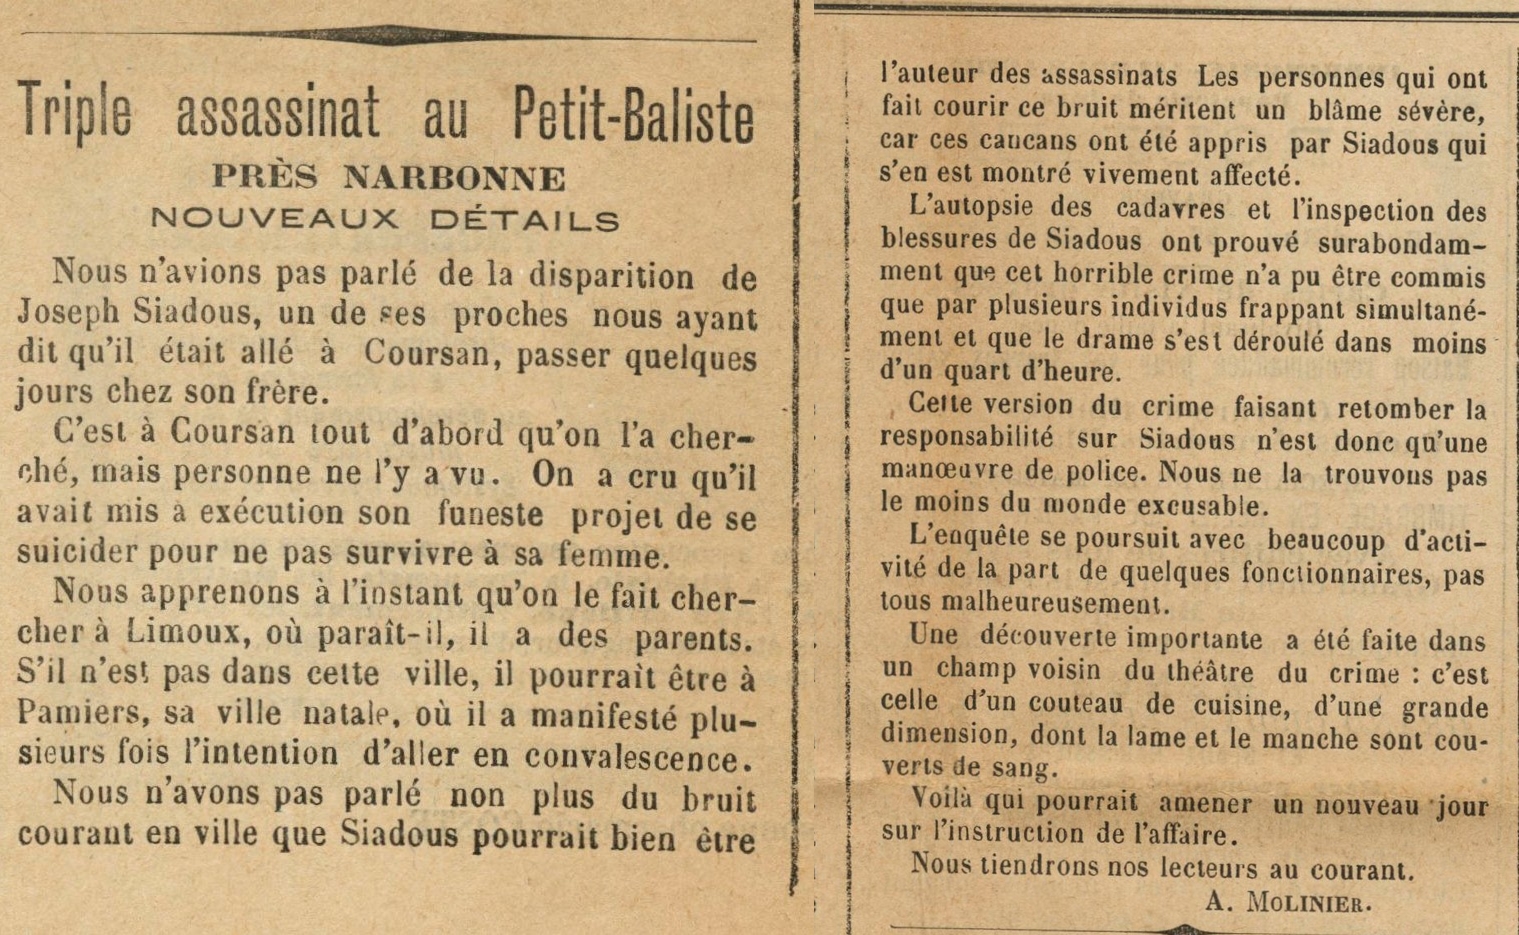 Triple assassinat au Petit-Baliste
PRÈS NARBONNE
NOUVEAUX DÉTAILS
Nous n'avions pas parlé de la disparition de
Joseph Siadous, un de ses proches nous ayant
dit qu'il était allé à Coursan, passer quelques
jours chez son frère.
C'est à Coursan tout d'abord qu'on l'a cher-
ché, mais personne ne l'y a vu. On a cru qu'il
avait mis à exécution son funeste projet de se
suicider pour ne pas survivre à sa femme.
Nous apprenons à l'instant qu'on le fait cher-
cher à Limoux, où paraît-il, il a des parents.
S'il n'est pas dans cette ville, il pourrait être à
Pamiers, sa ville natale, où il a manifesté plu-
sieurs fois l'intention d'aller en convalescence.
Nous n'avons pas parlé non plus du bruit
courant en ville que Siadous pourrait bien être
l'auteur des assassinats Les personnes qui ont
fait courir ce bruit méritent un blâme sévère,
car ces cancans ont été appris par Siadous qui
s'en est montré vivement affecté.
L'autopsie des cadavres et l'inspection des
blessures de Siadous ont prouvé surabondam-
ment que cet horrible crime n'a pu être commis
que par plusieurs individus frappant simultané-
ment et que le drame s'est déroulé dans moins
d'un quart d'heure.
Cette version du crime faisant retomber la
responsabilité sur Siadous n'est donc qu'une
manœuvre de police. Nous ne la trouvons pas
le moins du monde excusable.
L'enquête se poursuit avec beaucoup d'acti-
vité de la part de quelques fonctionnaires, pas
tous malheureusement.
Une découverte importante a été faite dans
un champ voisin du théâtre du crime : c'est
celle d'un couteau de cuisine, d'une grande
dimension, dont la lame et le manche sont cou-
verts de sang.
Voilà qui pourrait amener un nouveau jour
sur l'instruction de l'affaire.
Nous tiendrons nos lecteurs au courant.
A. MOLINIER.